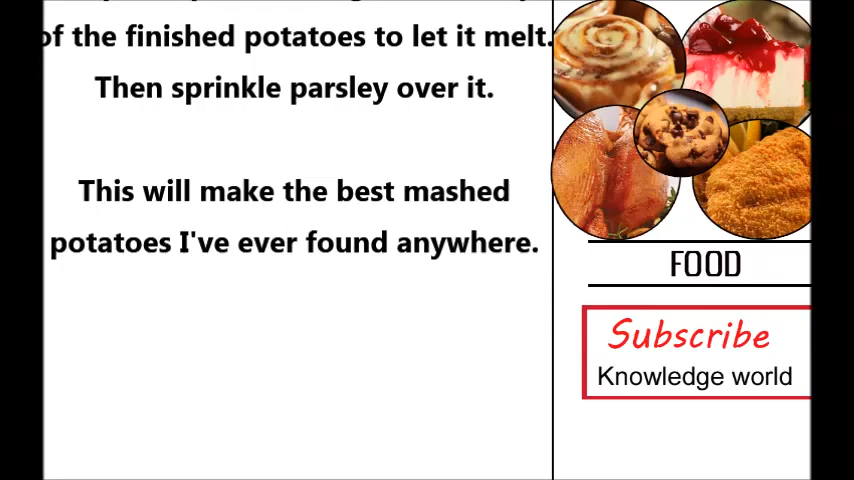 of the finished potatoes to let it melt.
Then sprinkle parsley over it.
This will make the best mashed
potatoes I've ever found anywhere.
FOOD
Subscribe
Knowledge world